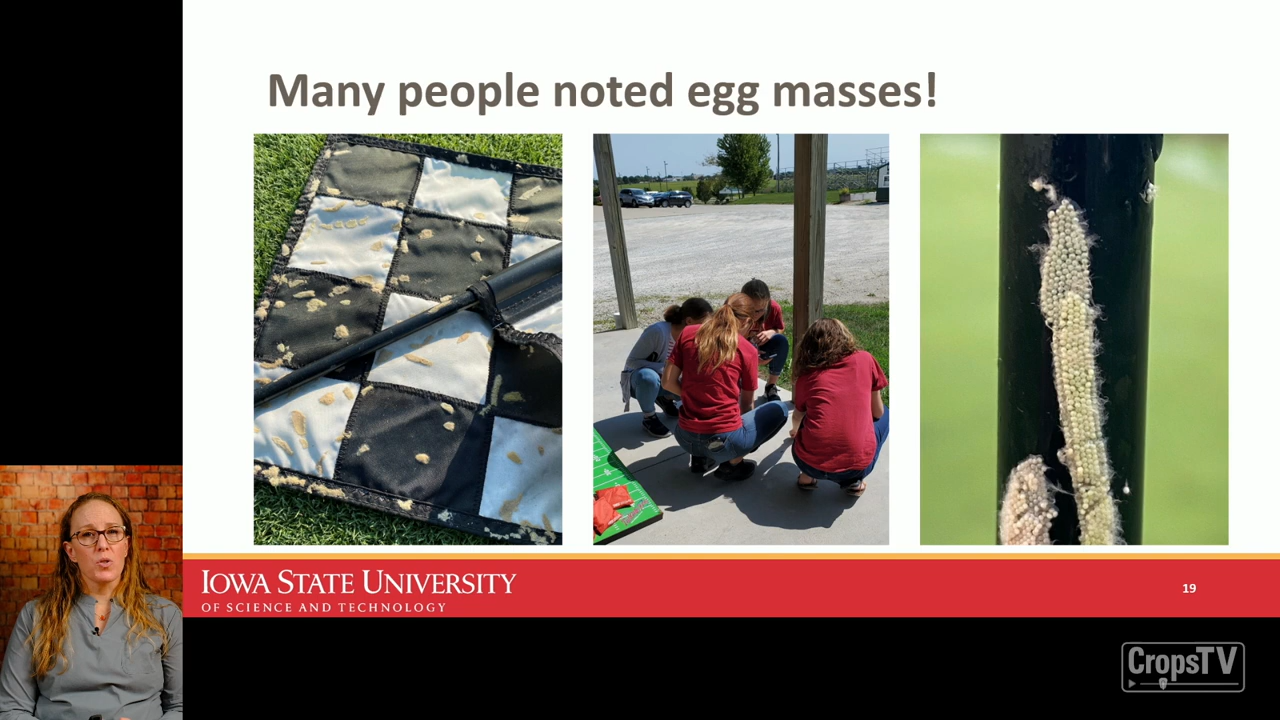 Many people noted egg masses!
IOWA STATE UNIVERSITY
OF SCIENCE AND TECHNOLOGY
19
CropsTV